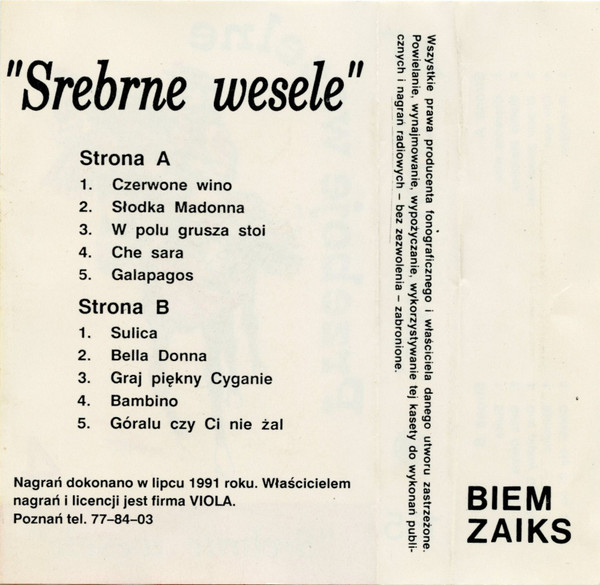 "Srebrne wesele"
Strona A
1. Czerwone wino
2. Słodka Madonna
3. W polu grusza stoi
4. Che sara
5. Galapagos
Strona B
1. Sulica
2. Bella Donna
3. Graj piękny Cyganie
4. Bambino
5. Góralu czy Ci nie żal
Nagrań dokonano w lipcu 1991 roku. Właścicielem
nagrań i licencji jest firma VIOLA.
Poznań tel. 77–84–03
Wszystkie prawa producenta fonograficznego i właściciela danego utworu zastrzeżone.
Powielanie, wynajmowanie, wypożyczanie, wykorzystywanie tej kasety do wykonań publi-
cznych i nagrań radiowych – bez zezwolenia – zabronione.
BIEM
ZAIKS